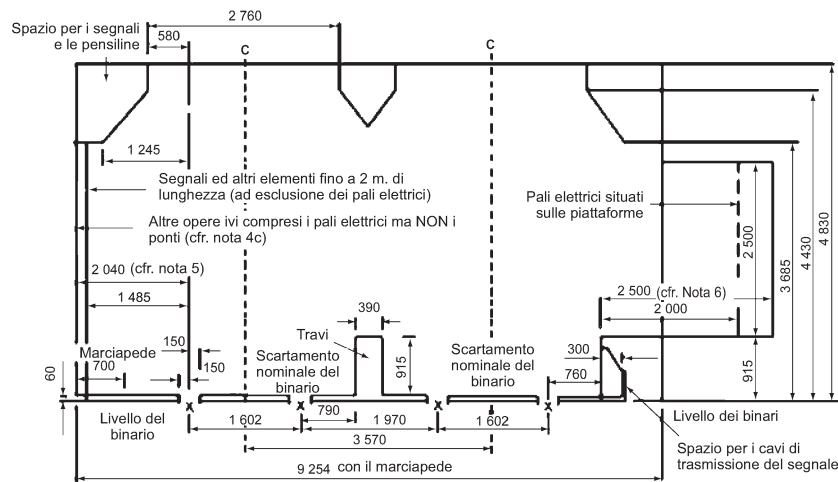 2 760
Spazio per i segnali
e le pensiline
580
C
C
1 245
Segnali ed altri elementi fino a 2 m. di
lunghezza (ad esclusione dei pali elettrici)
Altre opere ivi compresi i pali elettrici ma NON i
ponti (cfr. nota 4c)
Pali elettrici situati
sulle piattaforme
2 500
3 685
4 430
4 830
2 040 (cfr. nota 5)
1 485
2 500 (cfr. Nota 6)
2 000
390
150
Marciapede
700
150
60
Scartamento
nominale del
binario
Travi
915
Scartamento
nominale del
binario
300
760
915
X
X
X
X
Livello del
binario
1 602
790
1 970
1 602
Livello dei binari
3 570
Spazio per i cavi di
trasmissione del segnale
9 254 con il marciapede